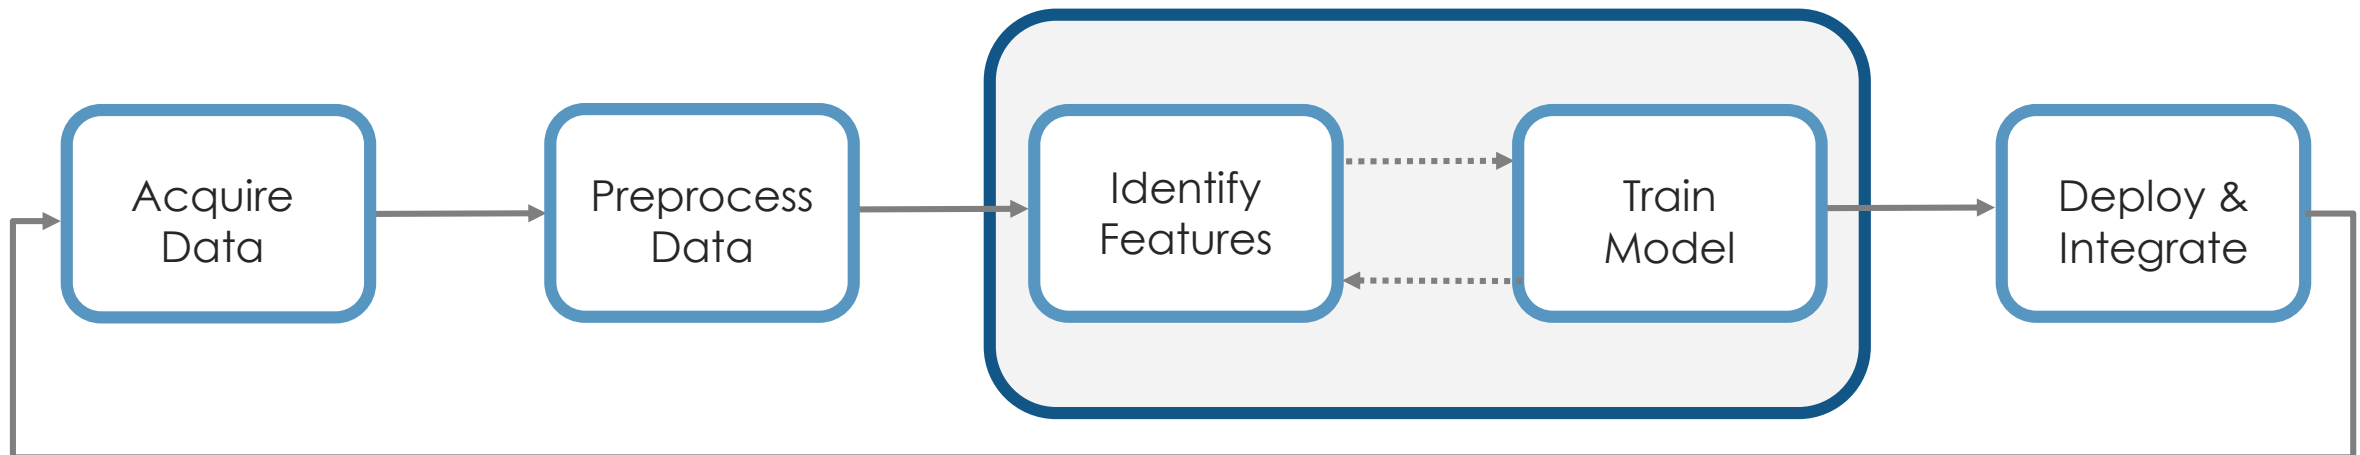 Acquire
Data
Preprocess
Data
Identify
Features
Train
Model
Deploy &
Integrate